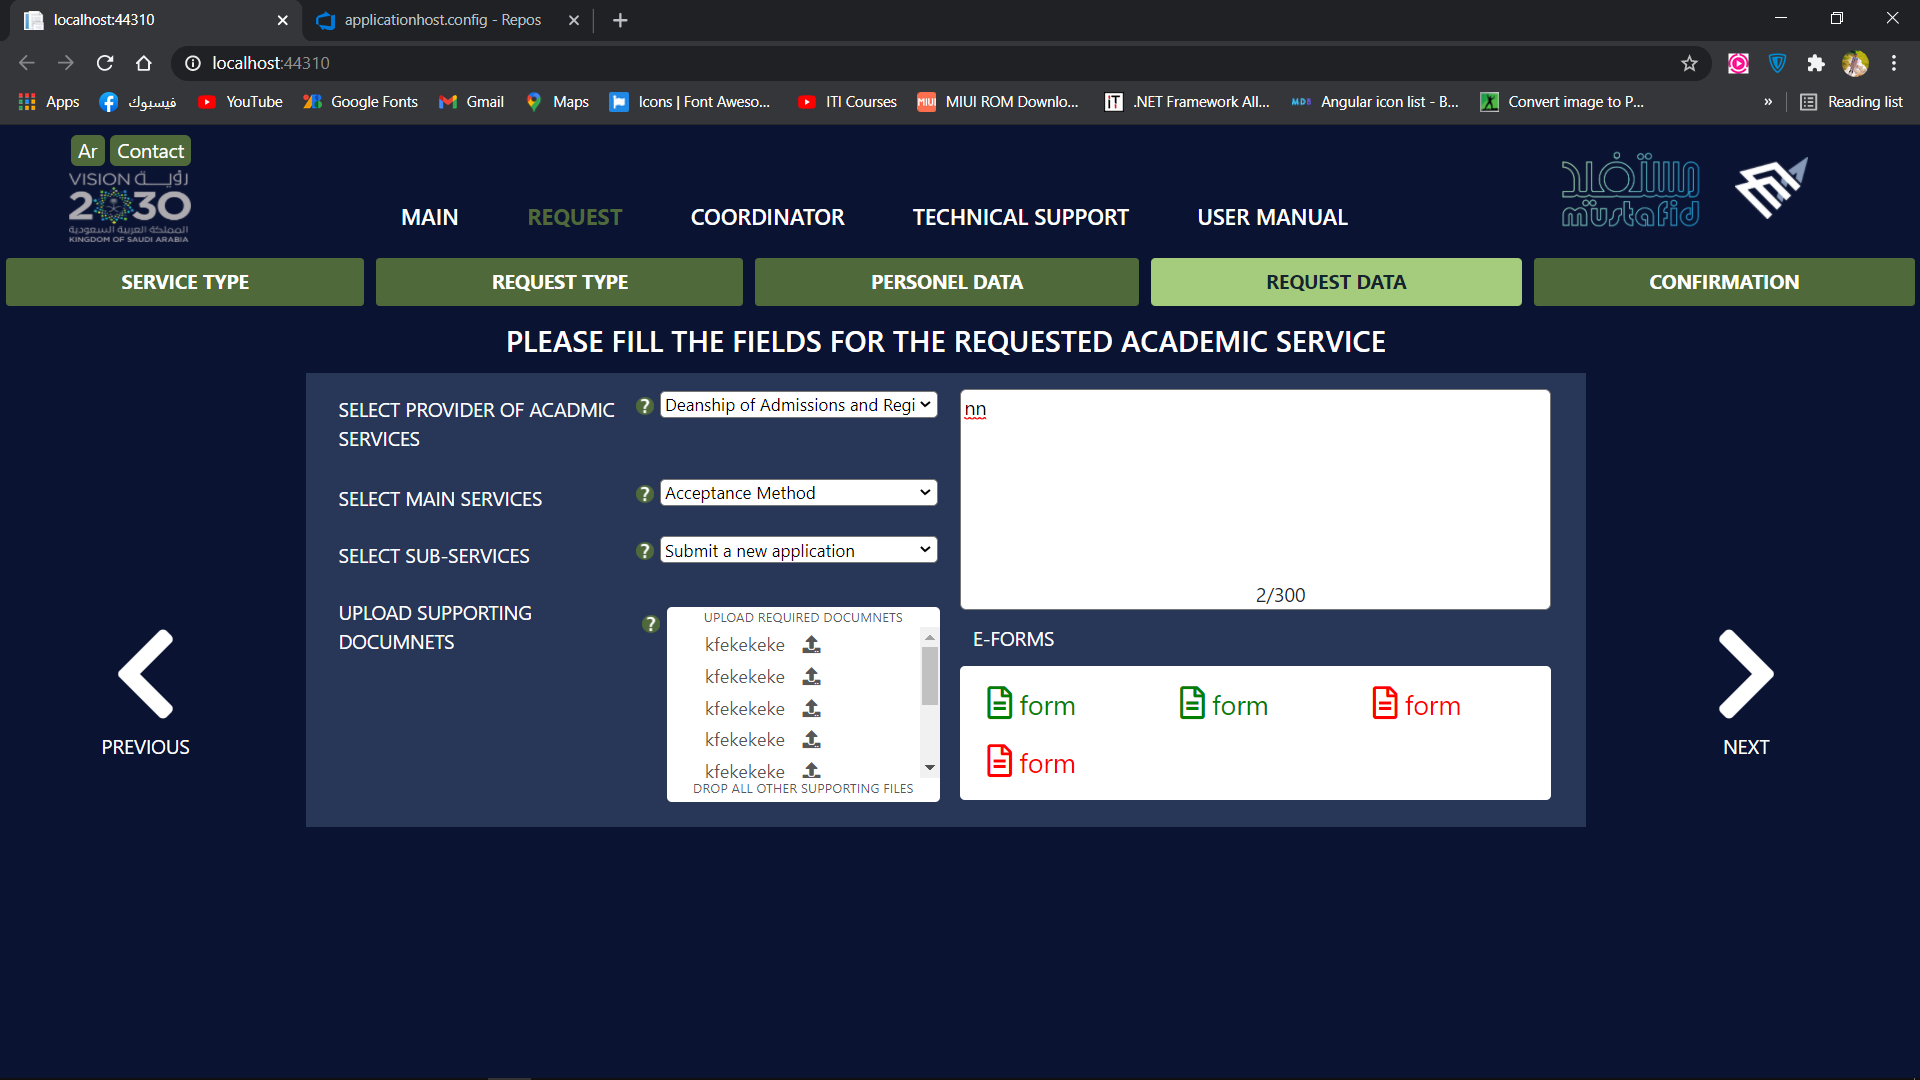 localhost:44310
applicationhost.config - Repos
localhost:44310
Apps
فيسبوك
YouTube
Google Fonts
Gmail
Maps
Icons | Font Aweso...
ITI Courses
MIUI ROM Downlo...
.NET Framework All...
Angular icon list - B...
Convert image to P...
»
Reading list
Ar
Contact
VISION رؤيـــة
2030
المملكة العربية السعودية
KINGDOM OF SAUDI ARABIA
MAIN
REQUEST
COORDINATOR
TECHNICAL SUPPORT
USER MANUAL
مستفيد
müstafid
SERVICE TYPE
REQUEST TYPE
PERSONEL DATA
REQUEST DATA
CONFIRMATION
PLEASE FILL THE FIELDS FOR THE REQUESTED ACADEMIC SERVICE
SELECT PROVIDER OF ACADMIC
SERVICES
? Deanship of Admissions and Regi
SELECT MAIN SERVICES
? Acceptance Method
SELECT SUB-SERVICES
? Submit a new application
UPLOAD SUPPORTING
DOCUMNETS
?
UPLOAD REQUIRED DOCUMNETS
kfekekeke
kfekekeke
kfekekeke
kfekekeke
kfekekeke
DROP ALL OTHER SUPPORTING FILES
nn
2/300
E-FORMS
form
form
form
form
PREVIOUS
NEXT